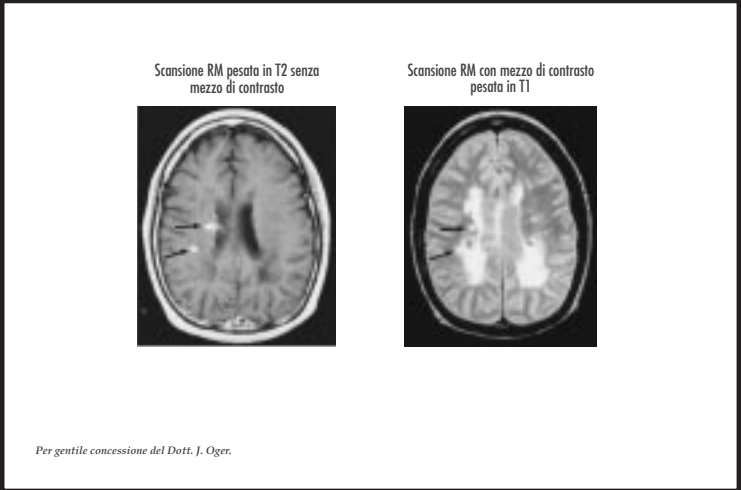 Scansione RM pesata in T2 senza
mezzo di contrasto
Scansione RM con mezzo di contrasto
pesata in T1
Per gentile concessione del Dott. J. Oger.